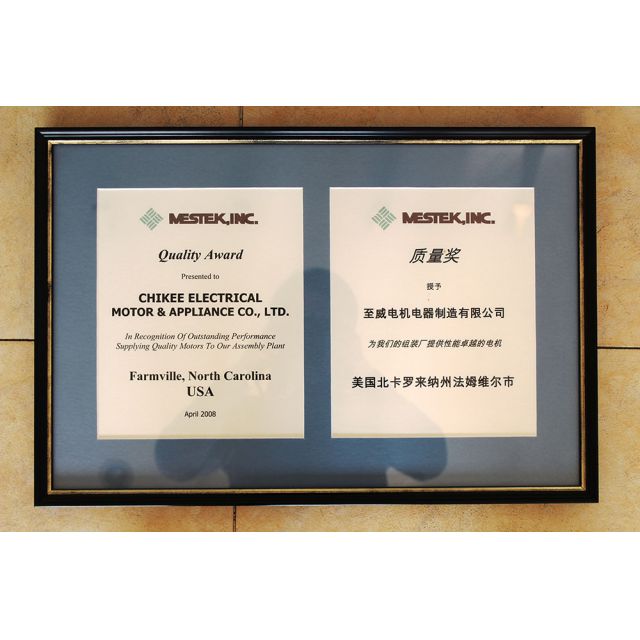 MESTEK, INC.
Quality Award
Presented to
CHIKEE ELECTRICAL
MOTOR & APPLIANCE CO., LTD.
In Recognition Of Outstanding Performance
Supplying Quality Motors To Our Assembly Plant
Farmville, North Carolina
USA
April 2008
MESTEK, INC.
质量奖
授予
至威电机电器制造有限公司
为我们的组装厂提供性能卓越的电机
美国北卡罗来纳州法姆维尔市